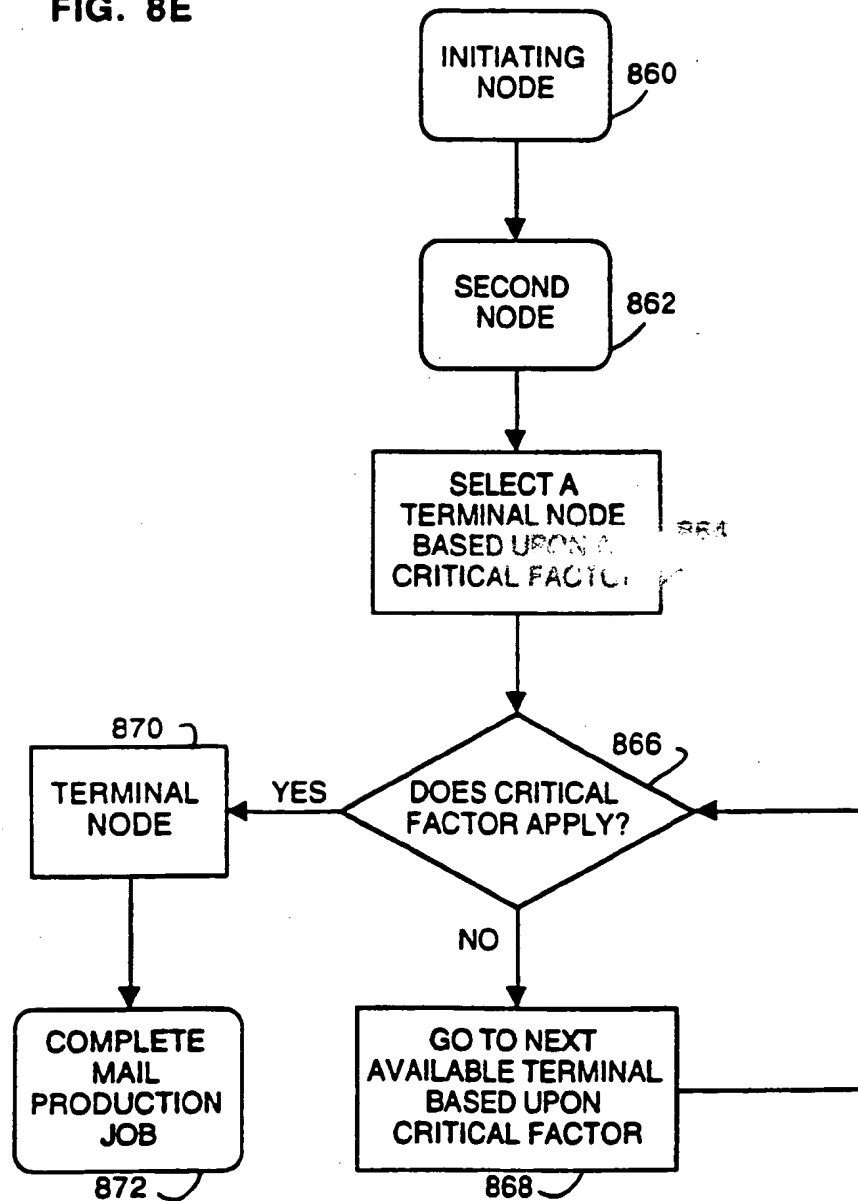 FIG. 8E
INITIATING
NODE
860
SECOND
NODE
862
SELECT A
TERMINAL NODE
BASED UPON A
CRITICAL FACTOR
864
DOES CRITICAL
FACTOR APPLY?
866
YES
870
TERMINAL
NODE
NO
COMPLETE
MAIL
PRODUCTION
JOB
872
GO TO NEXT
AVAILABLE TERMINAL
BASED UPON
CRITICAL FACTOR
868